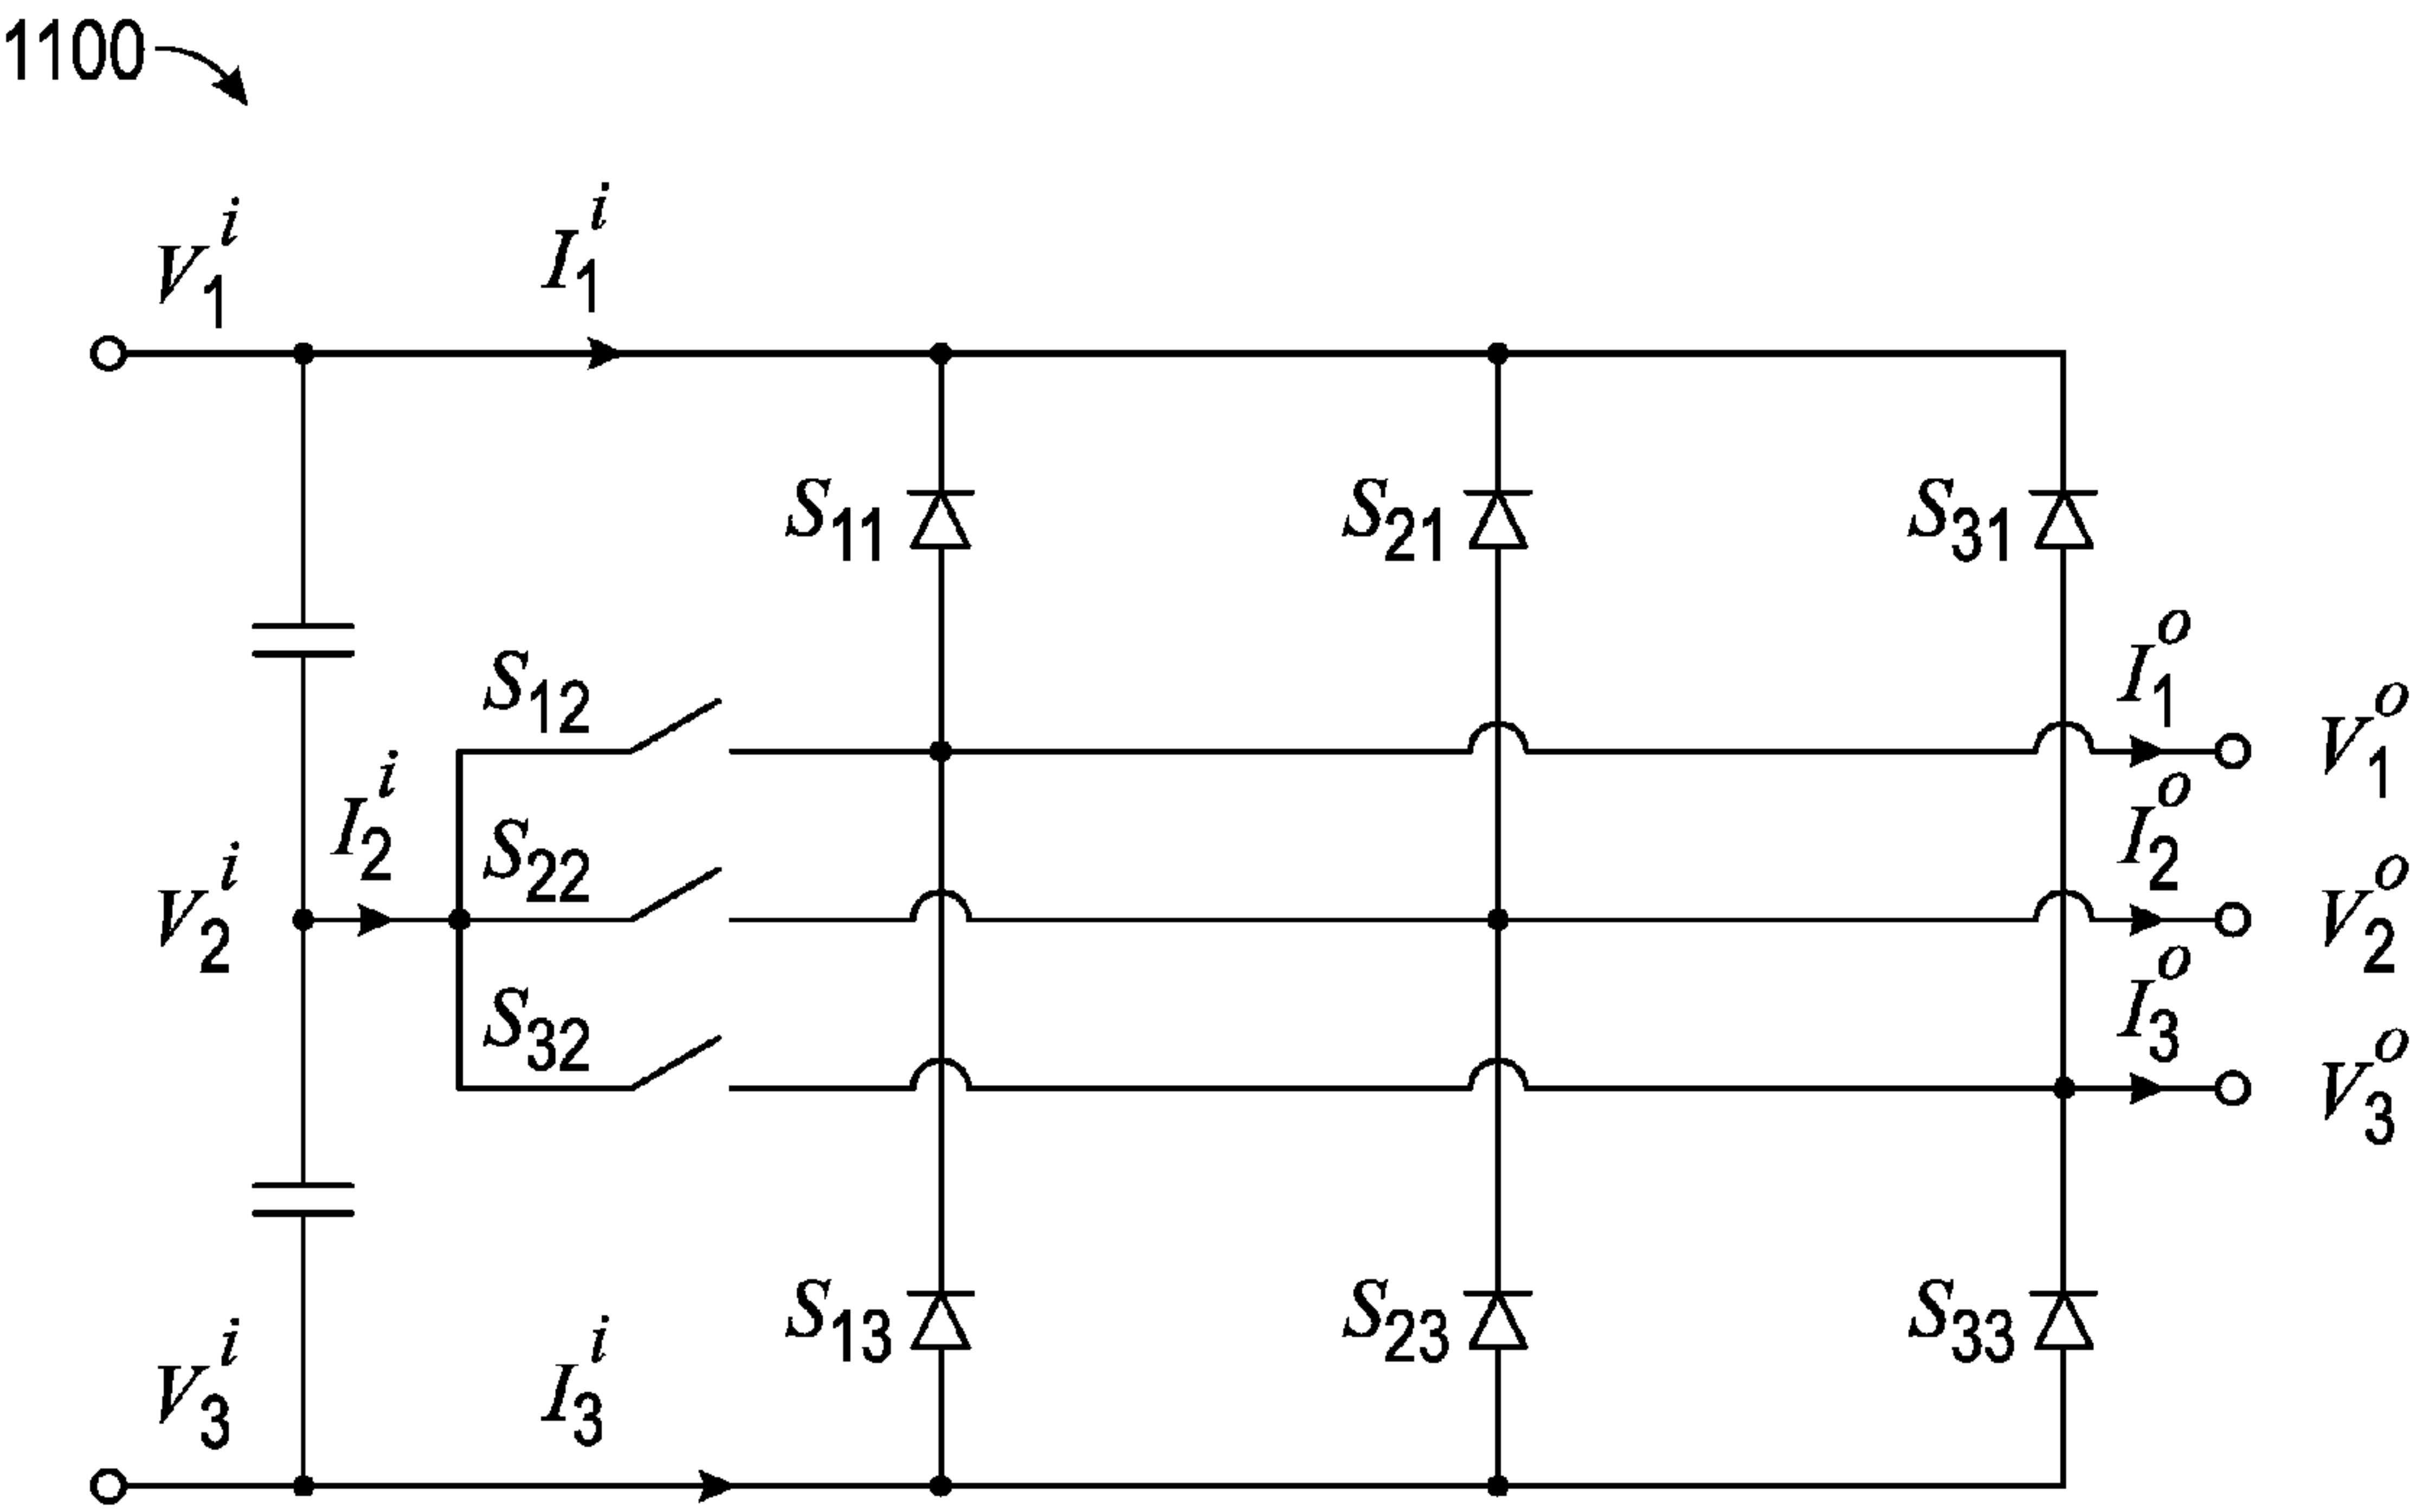 1100
V₁ⁱ
I₁ⁱ
S₁₁
S₂₁
S₃₁
I₁ᵒ
S₁₂
V₁ᵒ
I₂ⁱ
I₂ᵒ
S₂₂
V₂ⁱ
V₂ᵒ
I₃ᵒ
S₃₂
V₃ᵒ
S₁₃
S₂₃
S₃₃
V₃ⁱ
I₃ⁱ